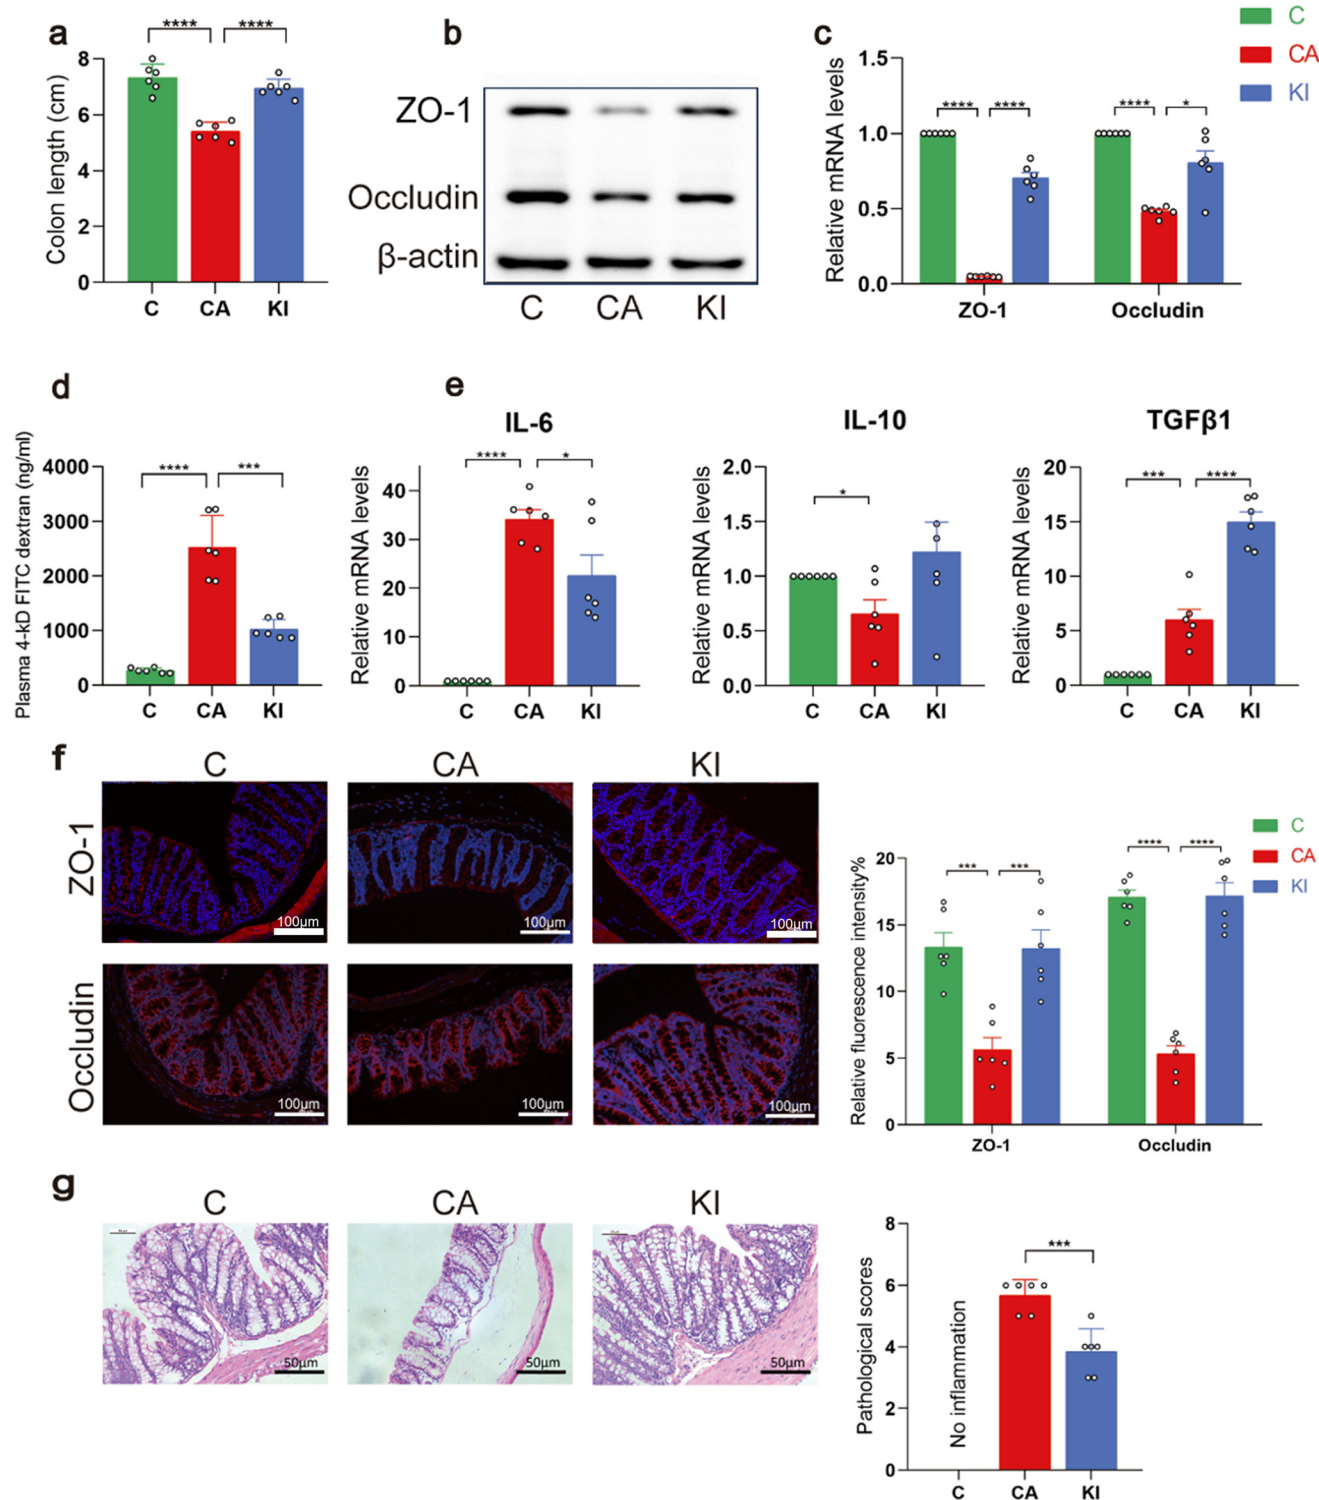 a
**** ****
Colon length (cm)
8
6
4
2
0
C CA KI
b
ZO-1
Occludin
β-actin
C CA KI
c
C
CA
KI
Relative mRNA levels
1.5
1.0
0.5
0.0
**** **** **** *
ZO-1 Occludin
d
Plasma 4-kD FITC dextran (ng/ml)
4000
3000
2000
1000
0
**** ***
C CA KI
e
IL-6
Relative mRNA levels
40
30
20
10
0
**** *
C CA KI
IL-10
Relative mRNA levels
2.0
1.5
1.0
0.5
0.0
*
C CA KI
TGFβ1
Relative mRNA levels
20
15
10
5
0
*** ****
C CA KI
f
C CA KI
ZO-1
100μm 100μm 100μm
Occludin
100μm 100μm 100μm
C
CA
KI
Relative fluorescence intensity%
20
15
10
5
0
*** *** **** ****
ZO-1 Occludin
g
C CA KI
50μm 50μm 50μm
Pathological scores
8
6
4
2
0
No inflammation
***
C CA KI